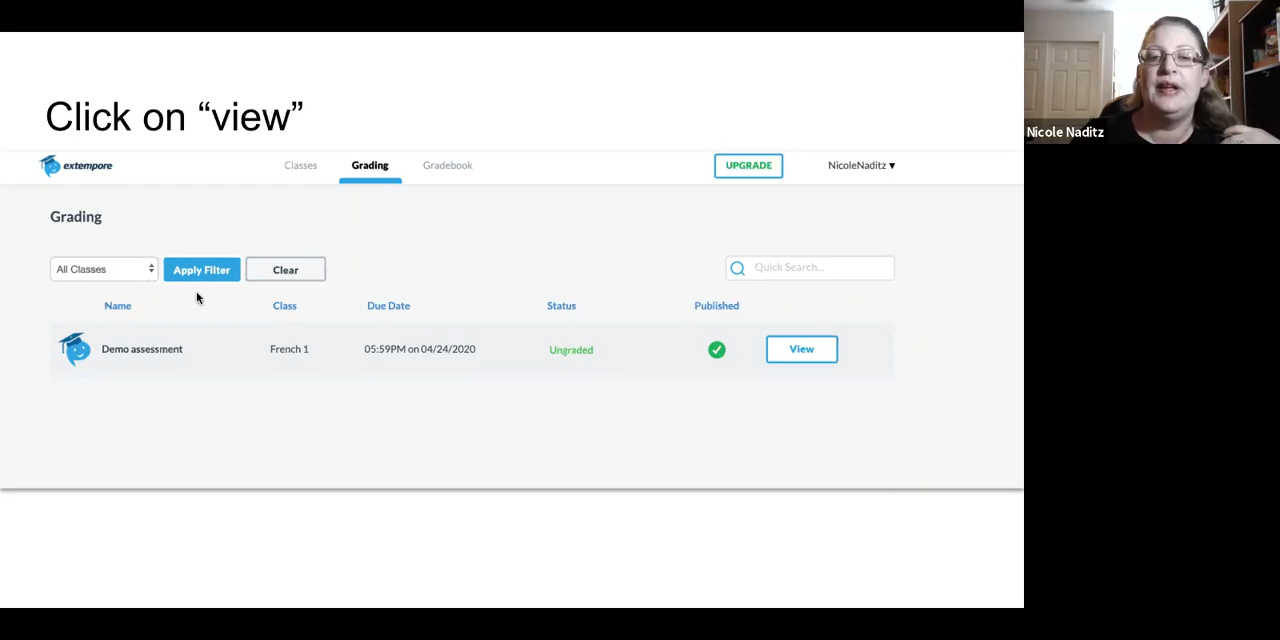 Click on “view”
extempore Classes Grading Gradebook UPGRADE NicoleNaditz ▼
Grading
All Classes Apply Filter Clear Quick Search...
Name Class Due Date Status Published
Demo assessment French 1 05:59PM on 04/24/2020 Ungraded View
Nicole Naditz